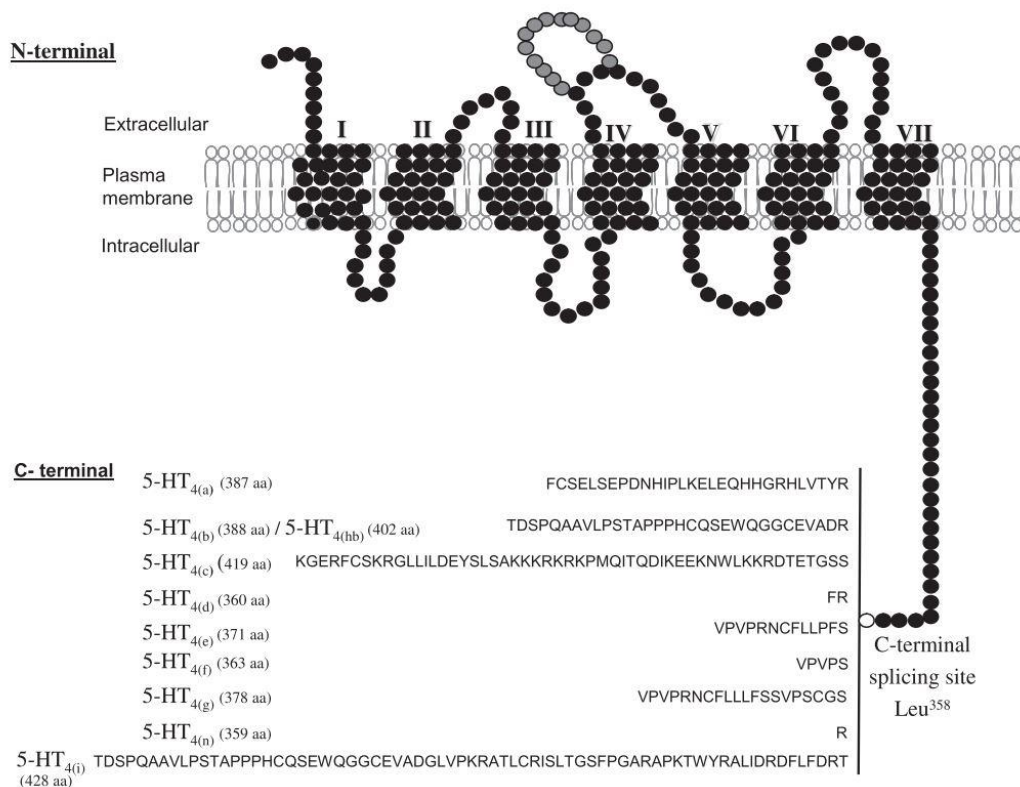 N-terminal
Extracellular
I II III IV V VI VII
Plasma
membrane
Intracellular
C- terminal
5-HT4(a) (387 aa) FCSELSEPDNHIPLKELEQHHGRHLVTYR
5-HT4(b) (388 aa) / 5-HT4(hb) (402 aa) TDSPQAAVLPSTAPPPHCQSEWQGGCEVADR
5-HT4(c) (419 aa) KGERFCSKRGLLILDEYSLSAKKKRKRKPMQITQDIKEEKNWLKKRDTETGSS
5-HT4(d) (360 aa) FR
5-HT4(e) (371 aa) VPVPRNCFLLPFS
5-HT4(f) (363 aa) VPVPS
5-HT4(g) (378 aa) VPVPRNCFLLLFSSVPSCGS
5-HT4(n) (359 aa) R
5-HT4(i) TDSPQAAVLPSTAPPPHCQSEWQGGCEVADGLVPKRATLCRISLTGSFPGARAPKTWYRALIDRDFLFDRT
(428 aa)
C-terminal
splicing site
Leu358